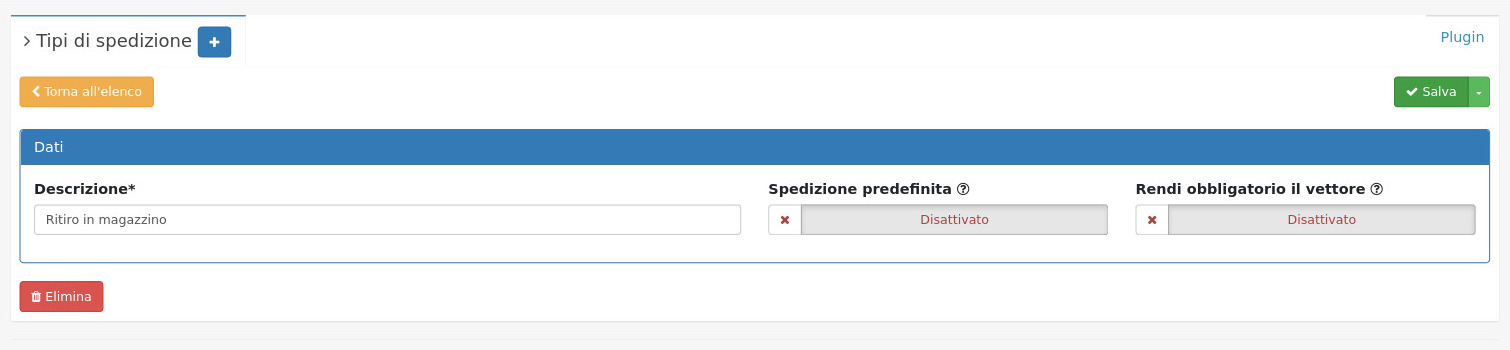 Tipi di spedizione
Plugin
Torna all'elenco
Salva
Dati
Descrizione*
Spedizione predefinita
Rendi obbligatorio il vettore
Ritiro in magazzino
Disattivato
Disattivato
Elimina